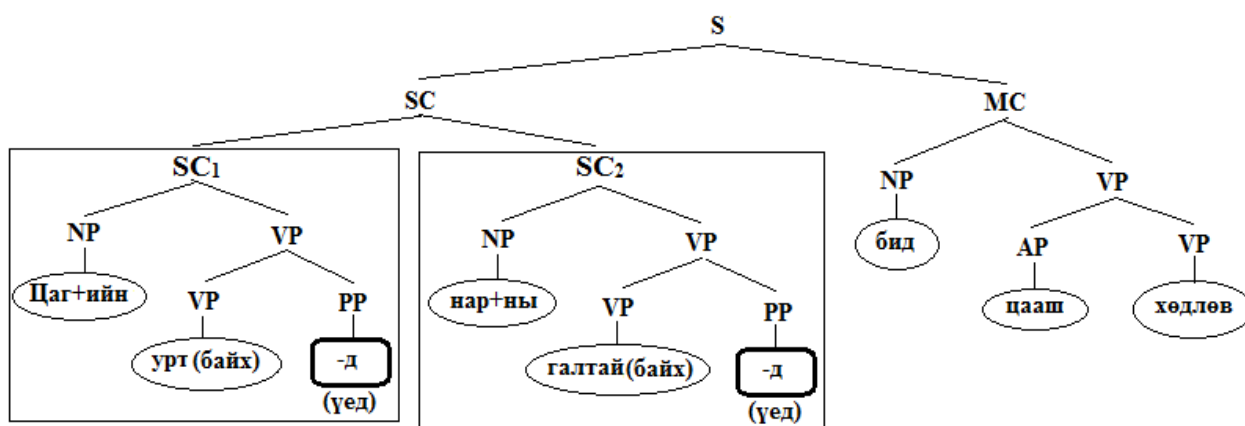 S
SC MC
SC₁ SC₂
NP VP
NP VP NP VP
Цаг+ийн нар+ны бид AP VP
VP PP VP PP цааш хөдлөв
урт (байх) -д галтай (байх) -д
(үед) (үед)